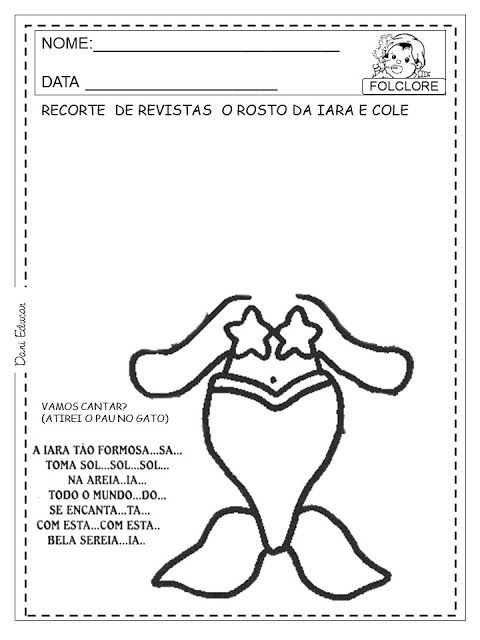 NOME:____________________________
DATA ______________________
FOLCLORE
RECORTE DE REVISTAS O ROSTO DA IARA E COLE
Dani Educar
VAMOS CANTAR?
(ATIREI O PAU NO GATO)
A IARA TÃO FORMOSA...SA...
TOMA SOL...SOL...SOL...
NA AREIA..IA...
TODO O MUNDO...DO...
SE ENCANTA...TA...
COM ESTA...COM ESTA..
BELA SEREIA...IA..